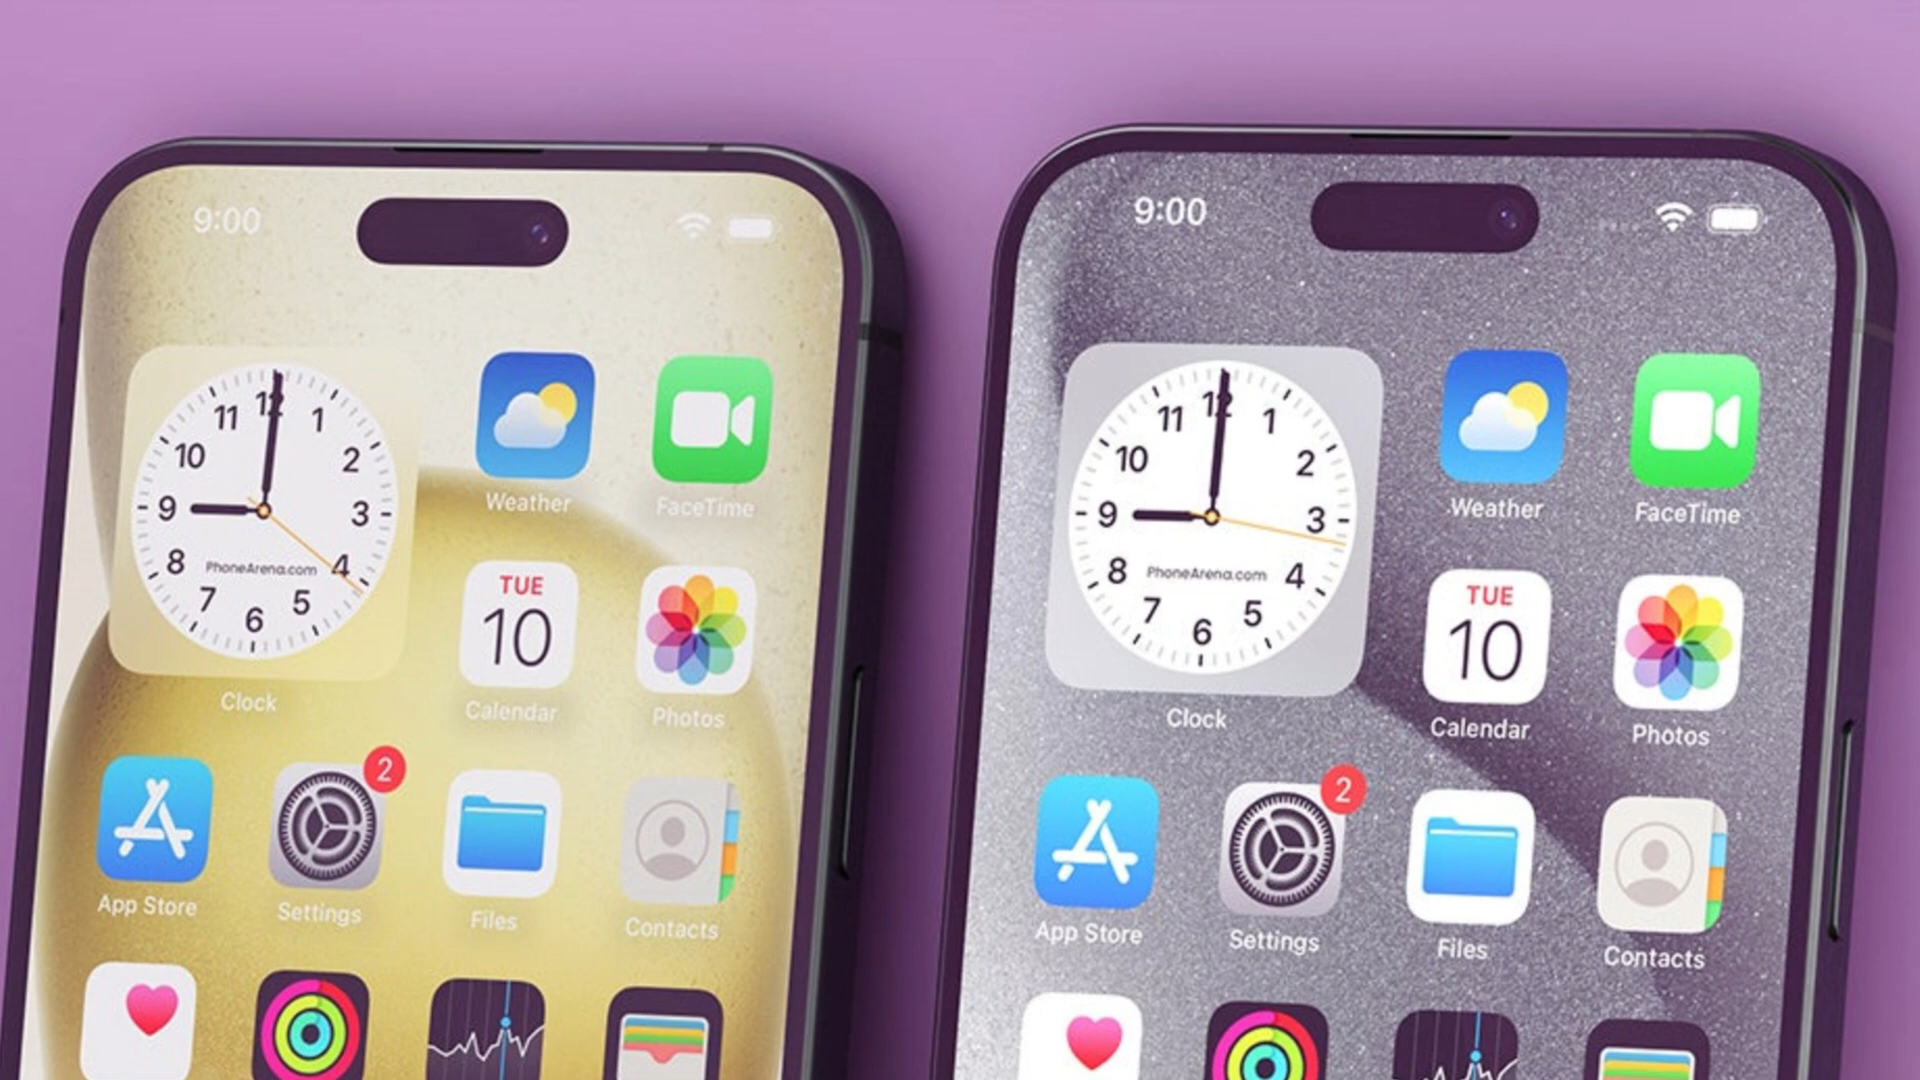 9:00
11 12 1
10 2
9 3
8 PhoneArena.com 4
7 5
6
Clock
Weather
FaceTime
TUE
10
Calendar
Photos
App Store
2
Settings
Files
Contacts
9:00
11 12 1
10 2
9 3
8 PhoneArena.com 4
7 5
6
Clock
Weather
FaceTime
TUE
10
Calendar
Photos
App Store
2
Settings
Files
Contacts